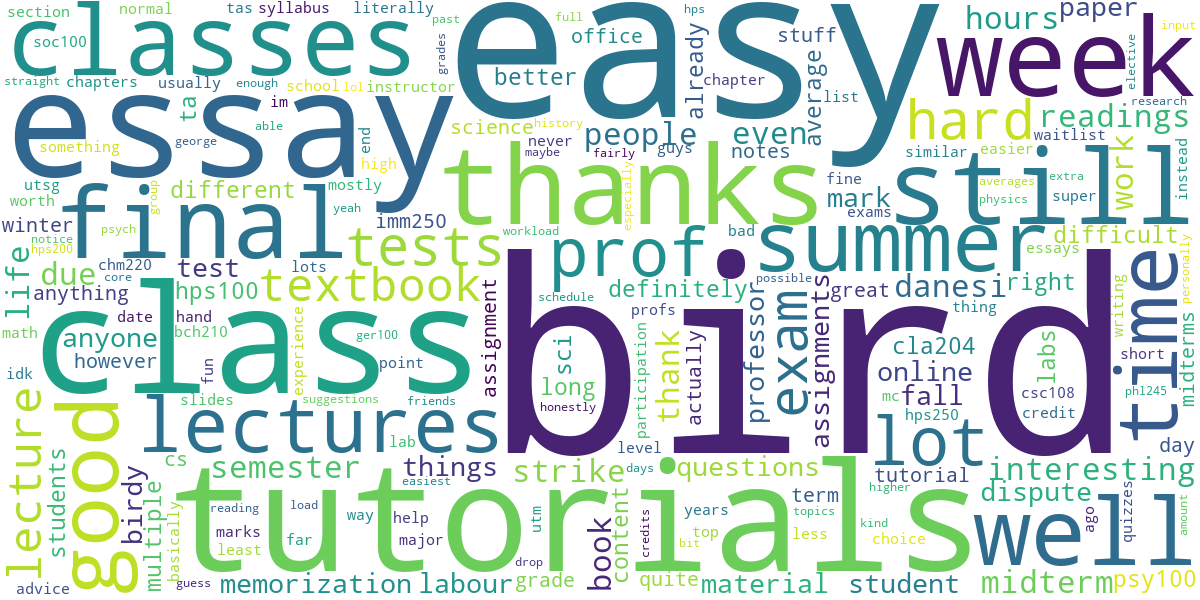 section
normal
tas
syllabus
literally
past
full
hps
paper
input
classes
easy
hours
week
soc100
grades
office
stuff
already
elective
straight
chapters
usually
enough
school
lol
instructor
better
chapter
average
list
research
essay
ta
im
able
end
science
history
people
even
hard
readings
something
george
high
never
maybe
fairly
guys
notes
waitlist
utsg
worth
different
mostly
thanks
especially
fine
similar
easier
work
instead
winter
final
group
yeah
imm250
mark
exams
still
averages
extra
physics
super
notice
hps200
psych
tests
workload
prof
bad
summer
essays
difficult
personally
life
due
chm220
core
test
lots
textbook
definitely
possible
danesi
right
time
anything
hps100
schedule
great
thing
writing
date
hand
class
bird
assignment
profs
professor
exam
assignments
math
anyone
bch210
experience
ger100
sci
thank
actually
cla204
labs
short
midterms
however
point
long
participation
online
idk
fun
mc
fall
csc108
ph1245
slides
suggestions
friends
honestly
hps250
credit
lecture
good
lectures
lab
level
lot
day
students
birdy
cs
semester
things
strike
days
questions
tutorial
interesting
multiple
basically
reading
load
way
easiest
content
term
higher
dispute
quizzes
amount
tutorials
marks
help
utm
book
credits
years
topics
kind
well
ago
least
far
major
top
less
choice
drop
bit
advice
guess
memorization
labour
grade
quite
material
student
midterm
psy100